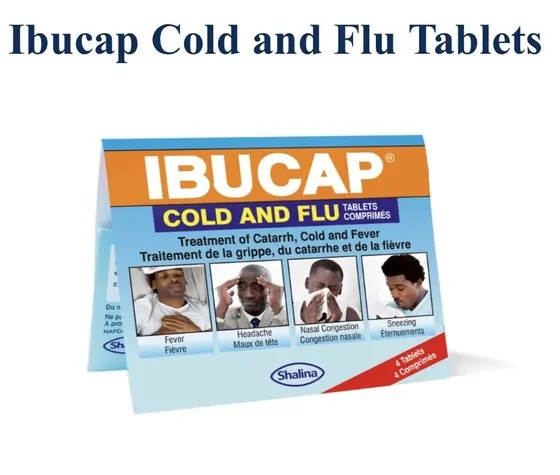 Ibucap Cold and Flu Tablets
IBUCAP®
COLD AND FLU TABLETS
COMPRIMÉS
Treatment of Catarrh, Cold and Fever
Traitement de la grippe, du catarrhe et de la fièvre
Fever
Fièvre
Headache
Maux de tête
Nasal Congestion
Congestion nasale
Sneezing
Éternuements
Shalina
4 Tablets
4 Comprimés